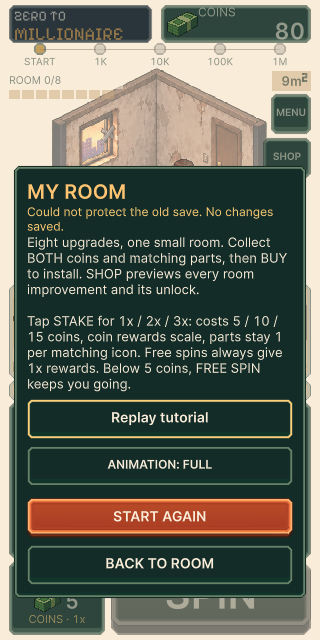 ZERO TO
MILLIONAIRE
COINS
80
START 1K 10K 100K 1M
ROOM 0/8
9m²
MENU
SHOP
MY ROOM
Could not protect the old save. No changes
saved.
Eight upgrades, one small room. Collect
BOTH coins and matching parts, then BUY
to install. SHOP previews every room
improvement and its unlock.
Tap STAKE for 1x / 2x / 3x: costs 5 / 10 /
15 coins, coin rewards scale, parts stay 1
per matching icon. Free spins always give
1x rewards. Below 5 coins, FREE SPIN
keeps you going.
Replay tutorial
ANIMATION: FULL
START AGAIN
BACK TO ROOM
5
COINS · 1x
SPIN